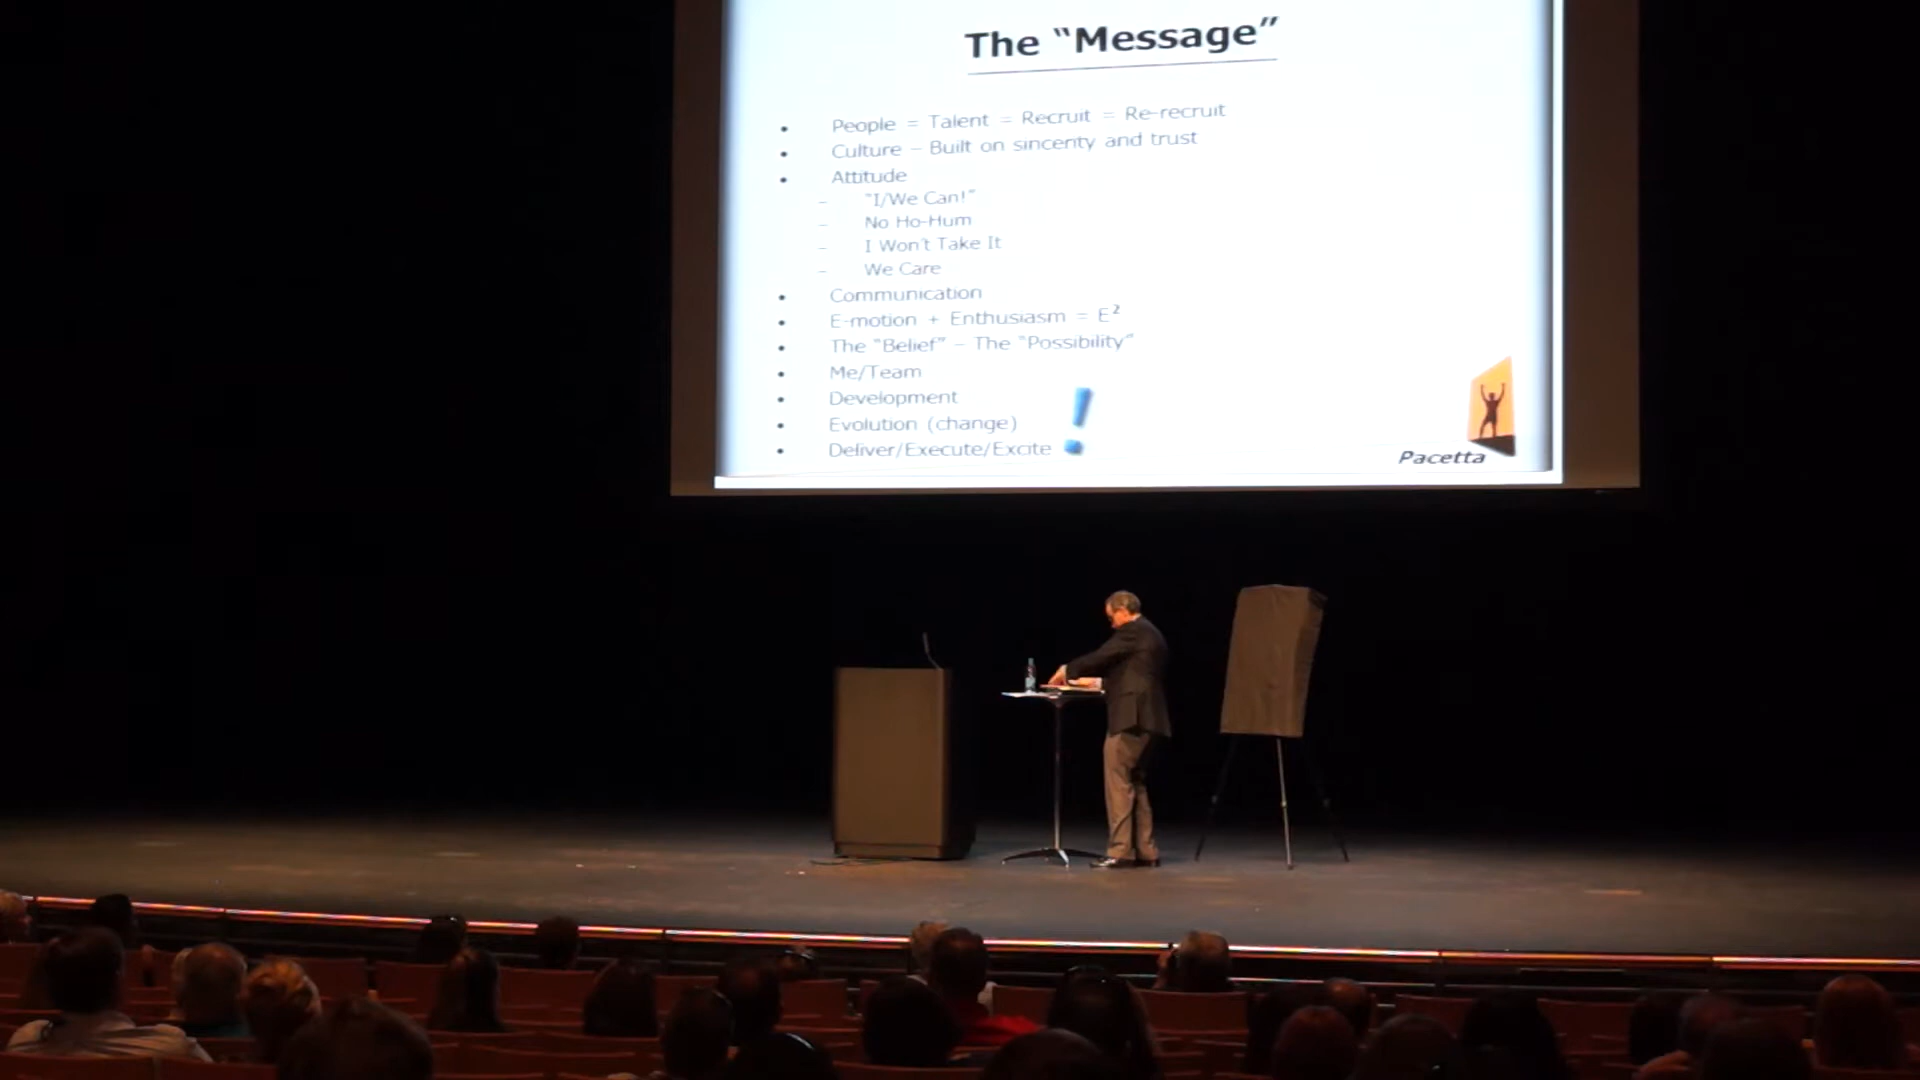 The “Message”
• People = Talent = Recruit = Re-recruit
• Culture – Built on sincerity and trust
• Attitude
– “I/We Can!”
– No Ho-Hum
– I Won't Take It
– We Care
• Communication
• E-motion + Enthusiasm = E²
• The “Belief” – The “Possibility”
• Me/Team
• Development
• Evolution (change)
• Deliver/Execute/Excite !
Pacetta